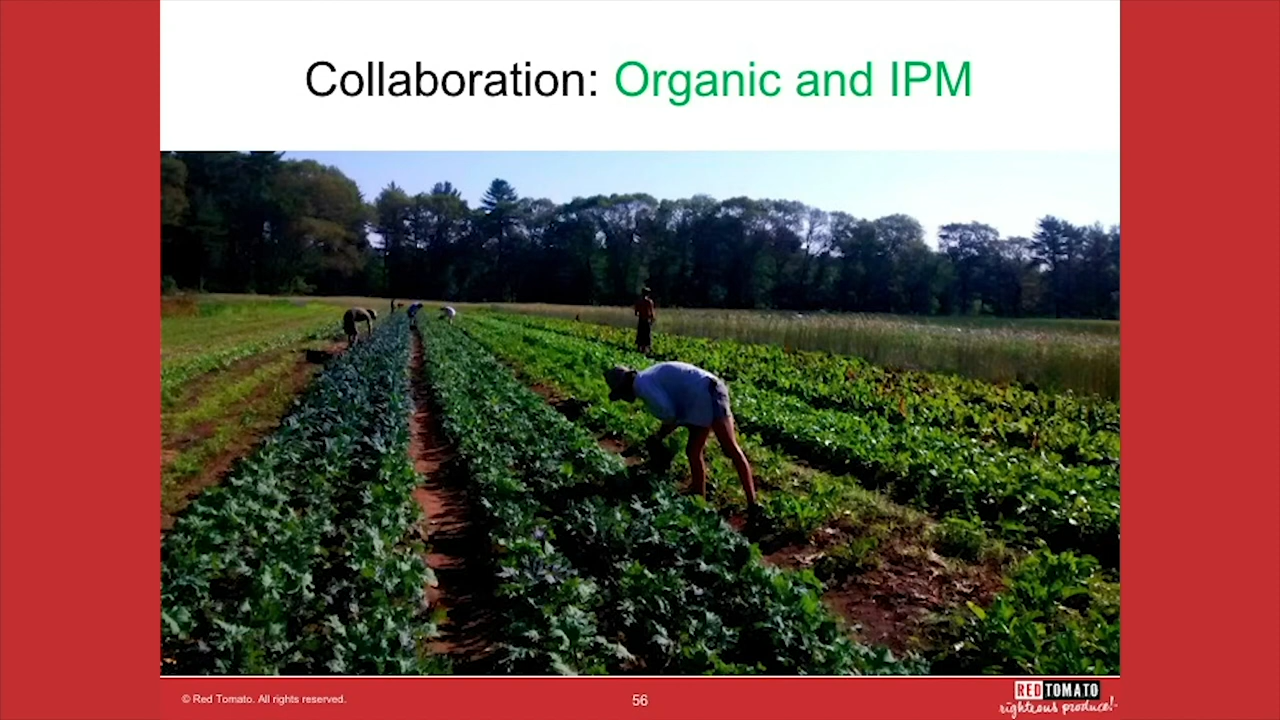 Collaboration: Organic and IPM
© Red Tomato. All rights reserved.
56
RED TOMATO
righteous produce!